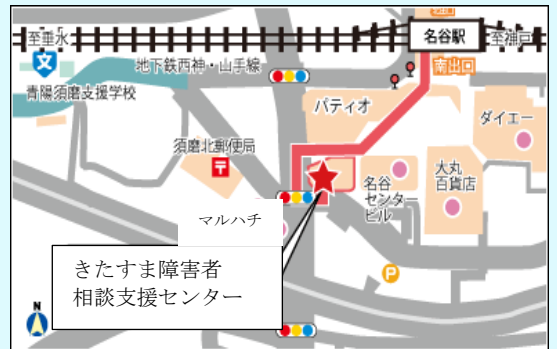 至垂水
名谷駅
至神戸
地下鉄西神・山手線
南出口
文
青陽須磨支援学校
パティオ
ダイエー
須磨北郵便局
〒
名谷
センター
ビル
大丸
百貨店
マルハチ
きたすま障害者
相談支援センター
P
N